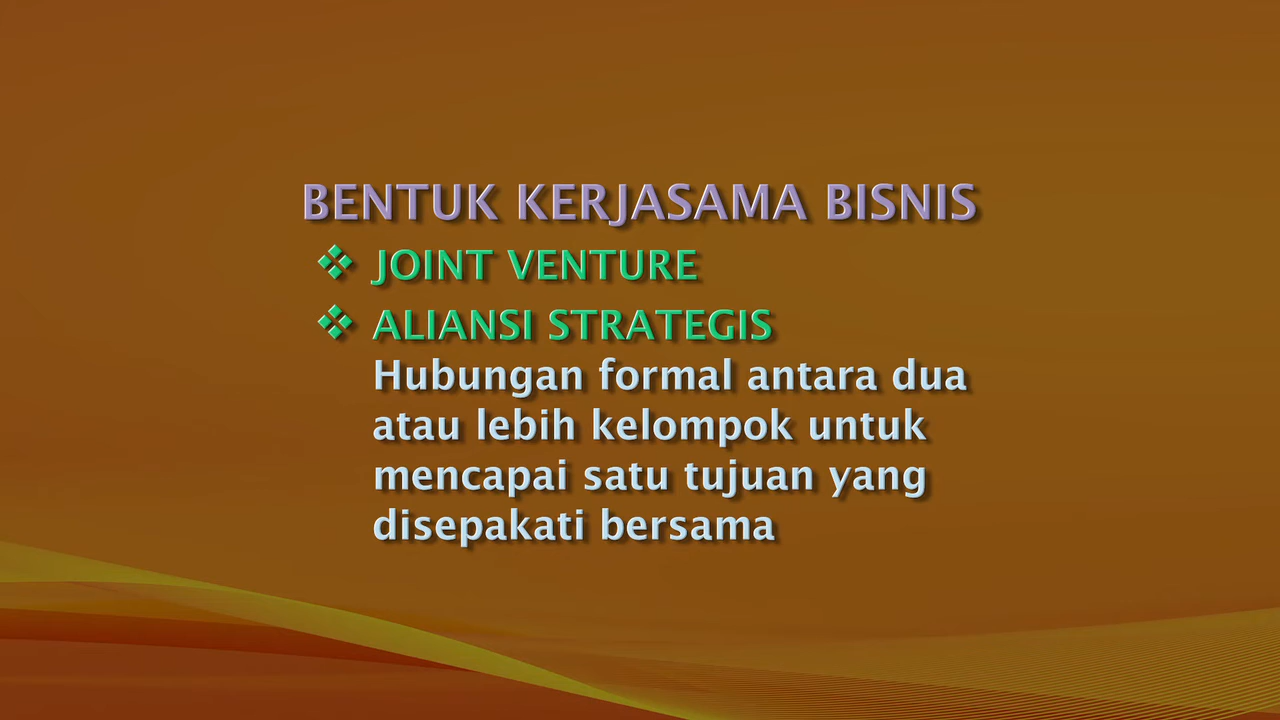 BENTUK KERJASAMA BISNIS
❖ JOINT VENTURE
❖ ALIANSI STRATEGIS
Hubungan formal antara dua
atau lebih kelompok untuk
mencapai satu tujuan yang
disepakati bersama